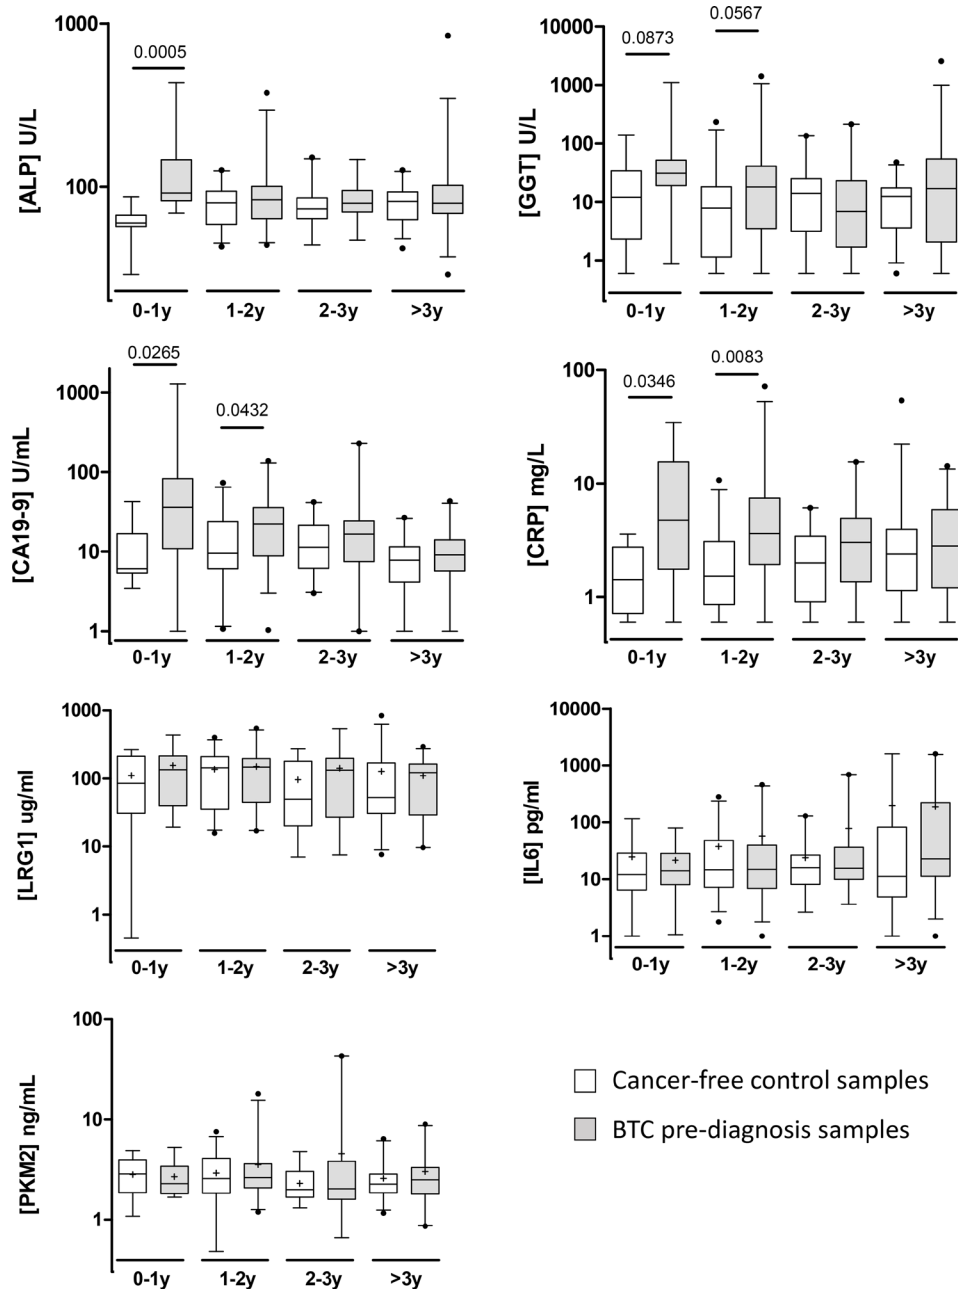 [ALP] U/L
1000
100
0.0005
0-1y 1-2y 2-3y >3y
[GGT] U/L
10000
1000
100
10
1
0.0873
0.0567
0-1y 1-2y 2-3y >3y
[CA19-9] U/mL
1000
100
10
1
0.0265
0.0432
0-1y 1-2y 2-3y >3y
[CRP] mg/L
100
10
1
0.0346
0.0083
0-1y 1-2y 2-3y >3y
[LRG1] ug/ml
1000
100
10
1
0-1y 1-2y 2-3y >3y
[IL6] pg/ml
10000
1000
100
10
1
0-1y 1-2y 2-3y >3y
[PKM2] ng/mL
100
10
1
0-1y 1-2y 2-3y >3y
Cancer-free control samples
BTC pre-diagnosis samples